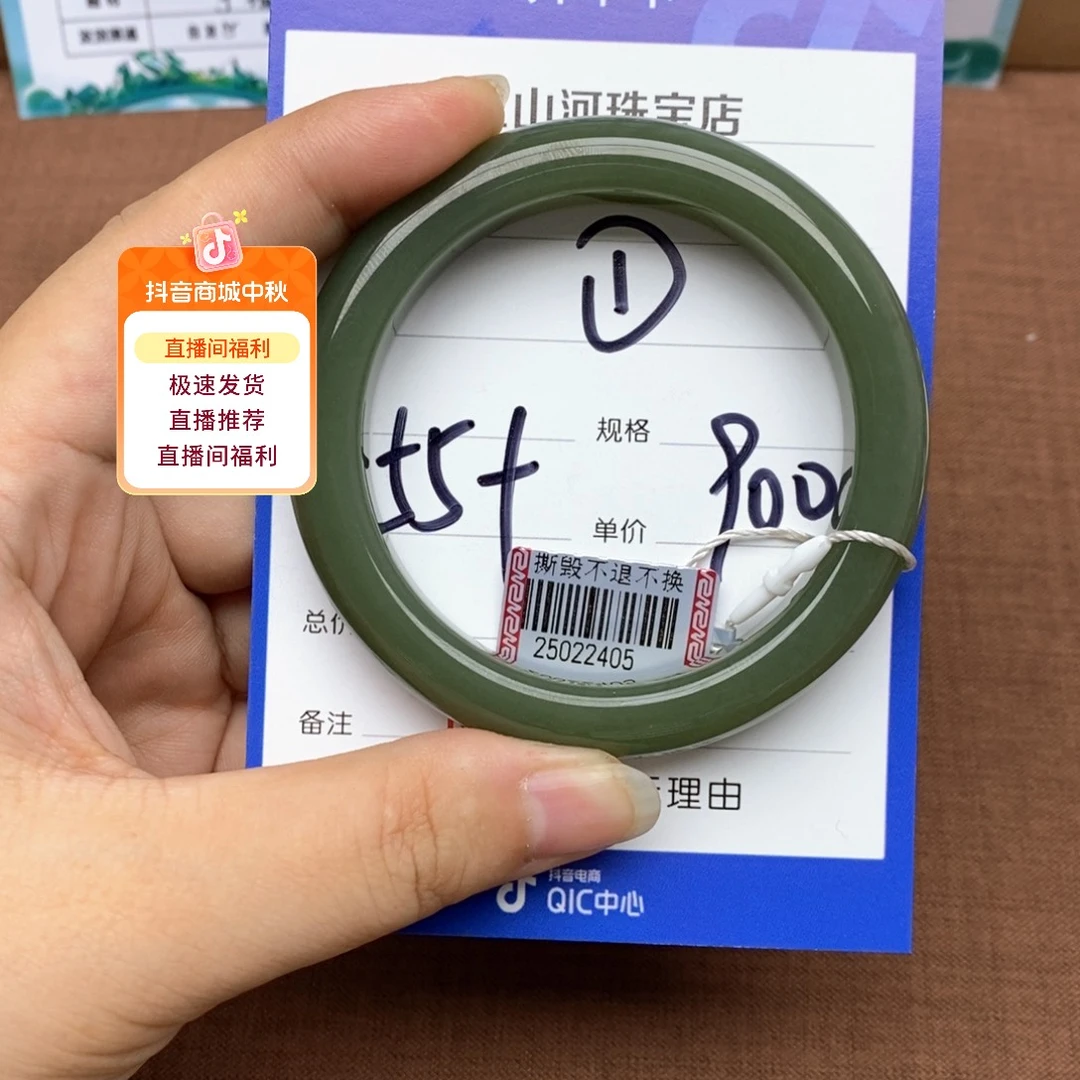 山河珠宝店
①
规格
55
9000
单价
撕毁不退不换
25022405
总价
备注
理由
抖音电商
QIC中心
抖音商城中秋
直播间福利
极速发货
直播推荐
直播间福利